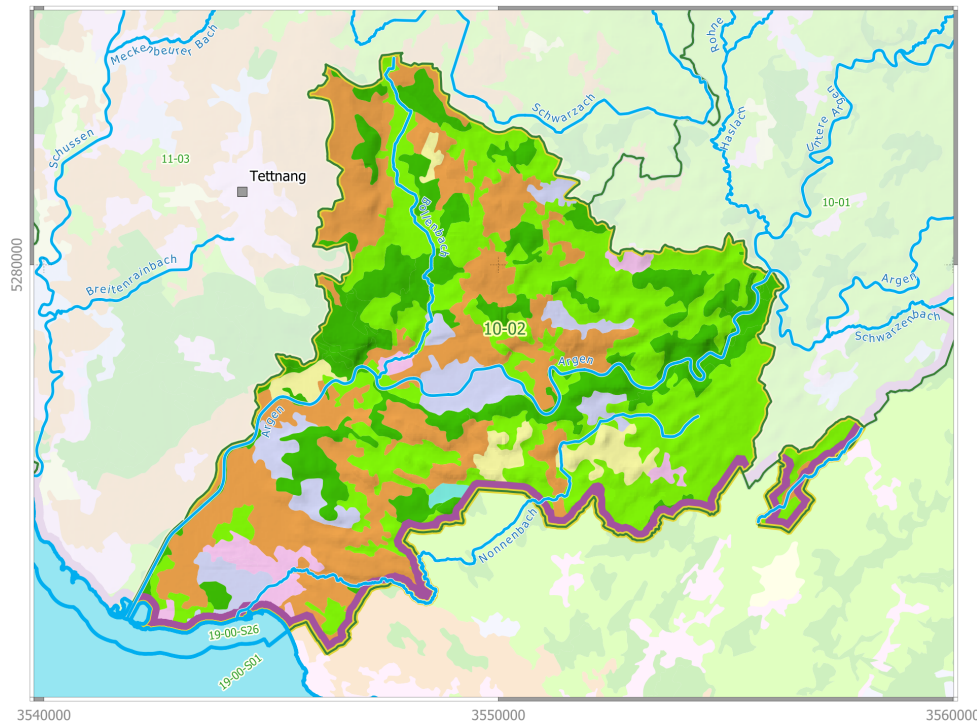 Meckenbeurer Bach
Rohne
Schwarzach
Untere Argen
Haslach
Schussen
11-03
Tettnang
10-01
Bollenbach
5280000
Breitenrainbach
Argen
Schwarzenbach
10-02
Argen
Argen
Nonnenbach
19-00-S26
19-00-S01
3540000
3550000
3560000